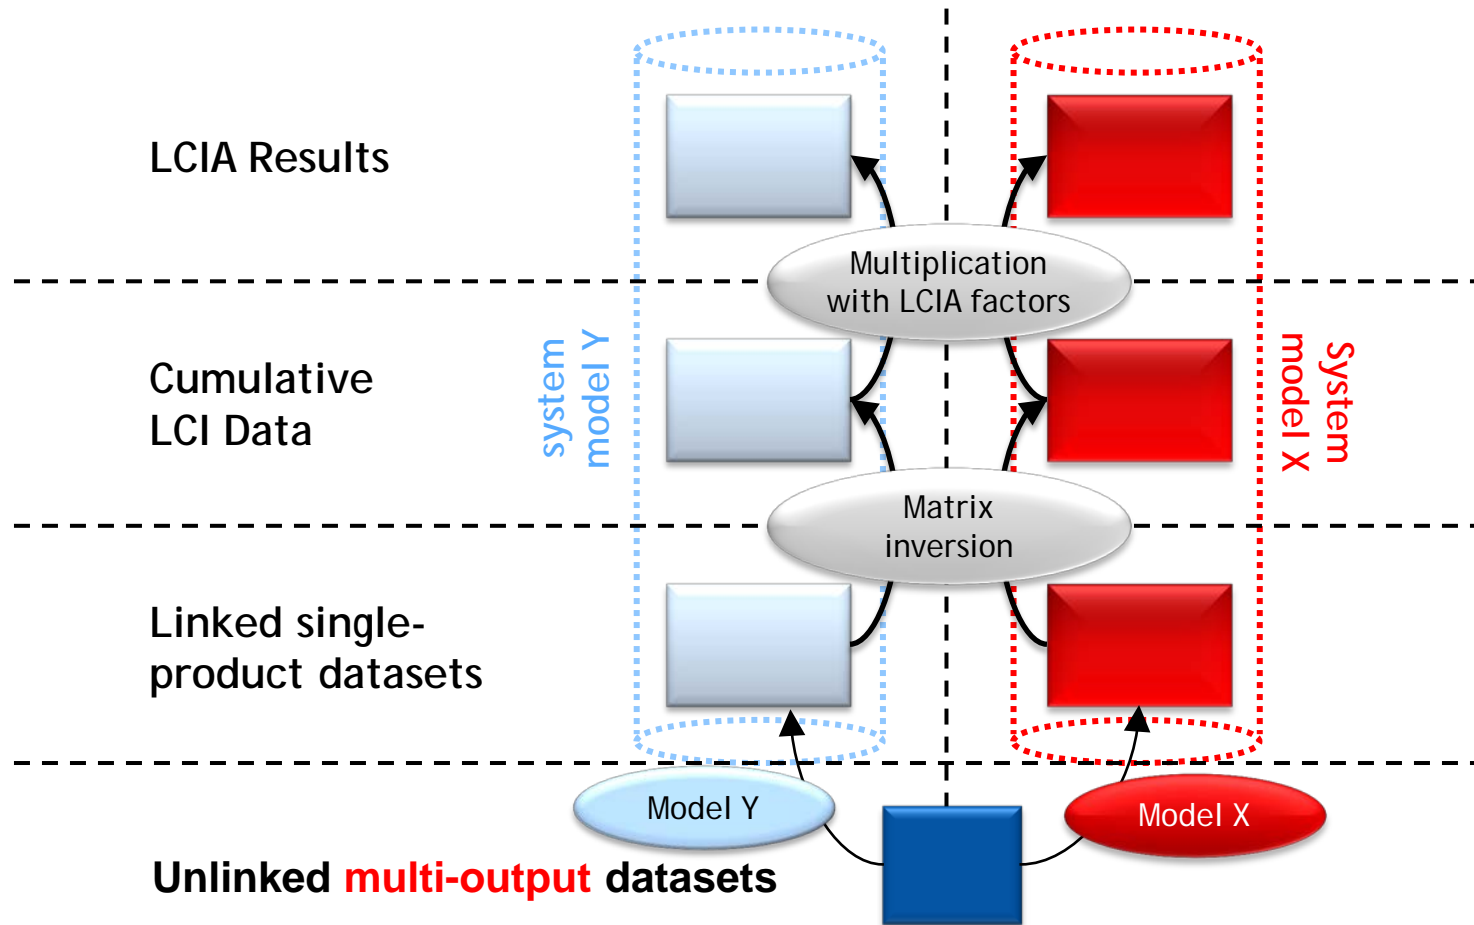 LCIA Results
Multiplication
with LCIA factors
Cumulative
LCI Data
system
model Y
System
model X
Matrix
inversion
Linked single-
product datasets
Model Y
Model X
Unlinked multi-output datasets